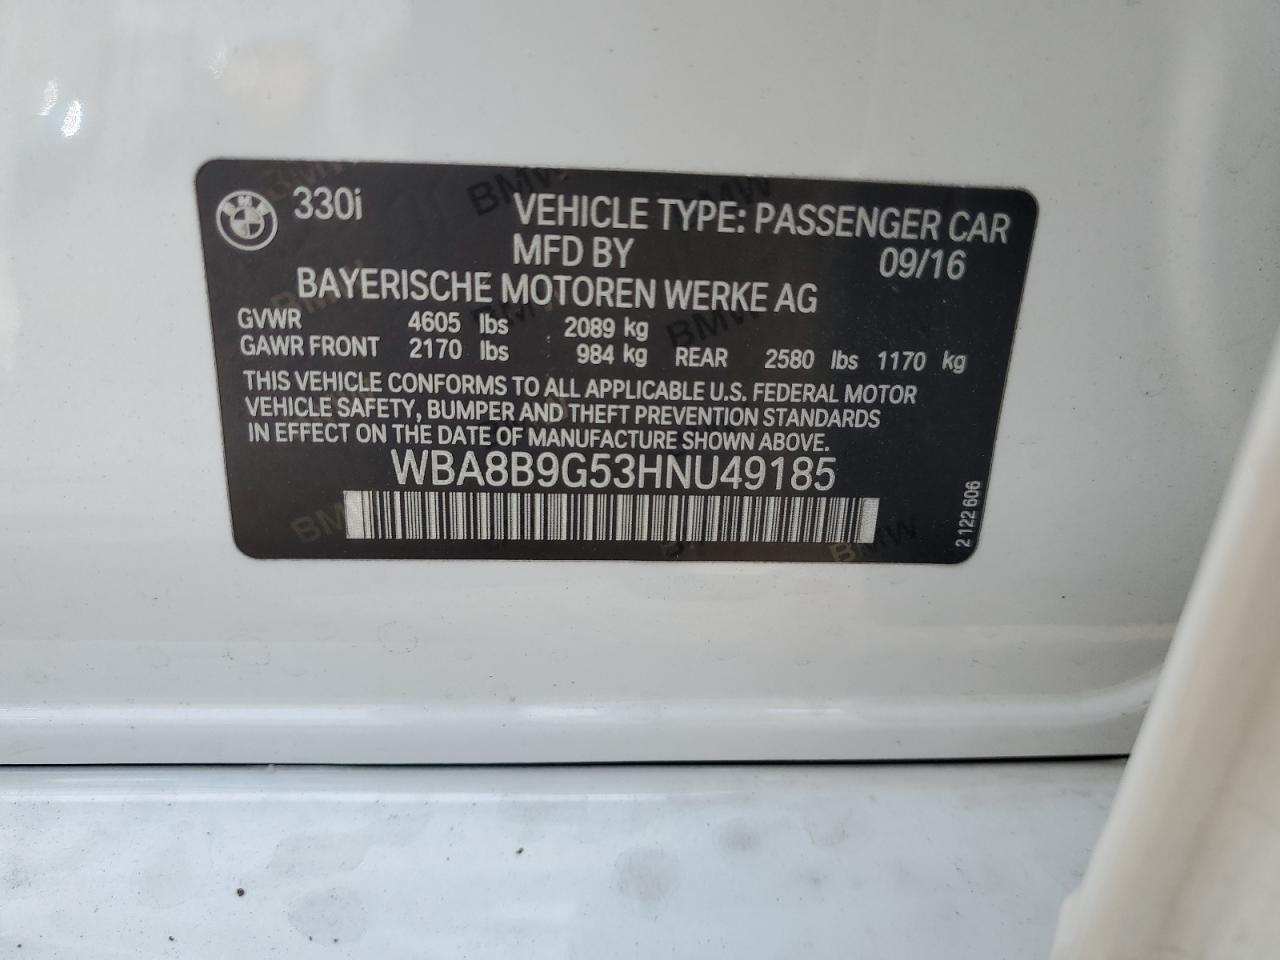 330i VEHICLE TYPE: PASSENGER CAR
MFD BY 09/16
BAYERISCHE MOTOREN WERKE AG
GVWR 4605 lbs 2089 kg
GAWR FRONT 2170 lbs 984 kg REAR 2580 lbs 1170 kg
THIS VEHICLE CONFORMS TO ALL APPLICABLE U.S. FEDERAL MOTOR
VEHICLE SAFETY, BUMPER AND THEFT PREVENTION STANDARDS
IN EFFECT ON THE DATE OF MANUFACTURE SHOWN ABOVE.
WBA8B9G53HNU49185
2 122 606